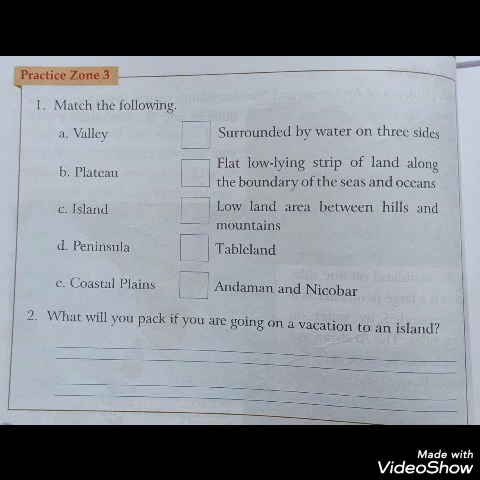 Practice Zone 3
1. Match the following.
a. Valley
Surrounded by water on three sides
b. Plateau
Flat low-lying strip of land along
the boundary of the seas and oceans
c. Island
Low land area between hills and
mountains
d. Peninsula
Tableland
e. Coastal Plains
Andaman and Nicobar
2. What will you pack if you are going on a vacation to an island?
Made with
VideoShow